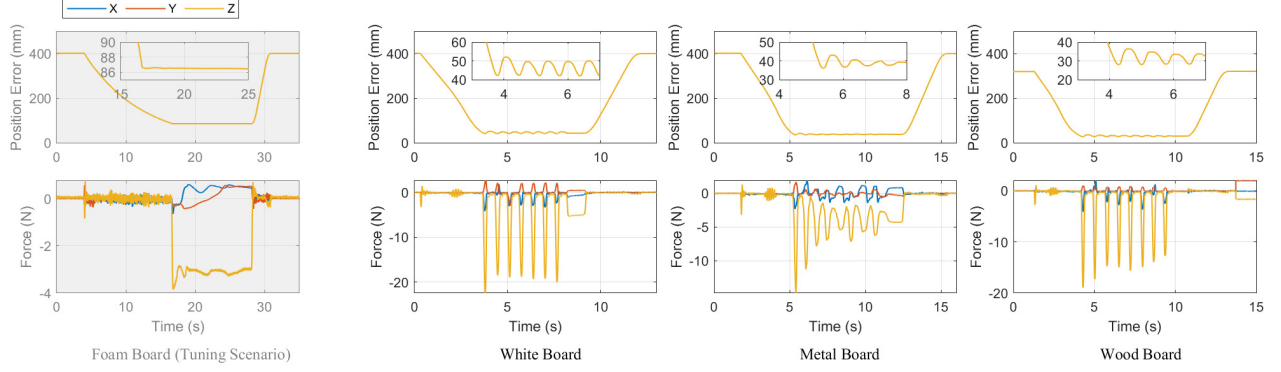 X Y Z
Position Error (mm)
400
200
0
90
88
86
15 20 25
0 10 20 30
Position Error (mm)
400
200
0
60
50
40
4 6
0 5 10
Position Error (mm)
400
200
0
50
40
30
4 6 8
0 5 10 15
Position Error (mm)
400
200
0
40
30
20
4 6
0 5 10 15
Force (N)
0
-2
-4
0 10 20 30
Time (s)
Force (N)
0
-10
-20
0 5 10
Time (s)
Force (N)
0
-5
-10
0 5 10 15
Time (s)
Force (N)
0
-10
-20
0 5 10 15
Time (s)
Foam Board (Tuning Scenario)
White Board
Metal Board
Wood Board